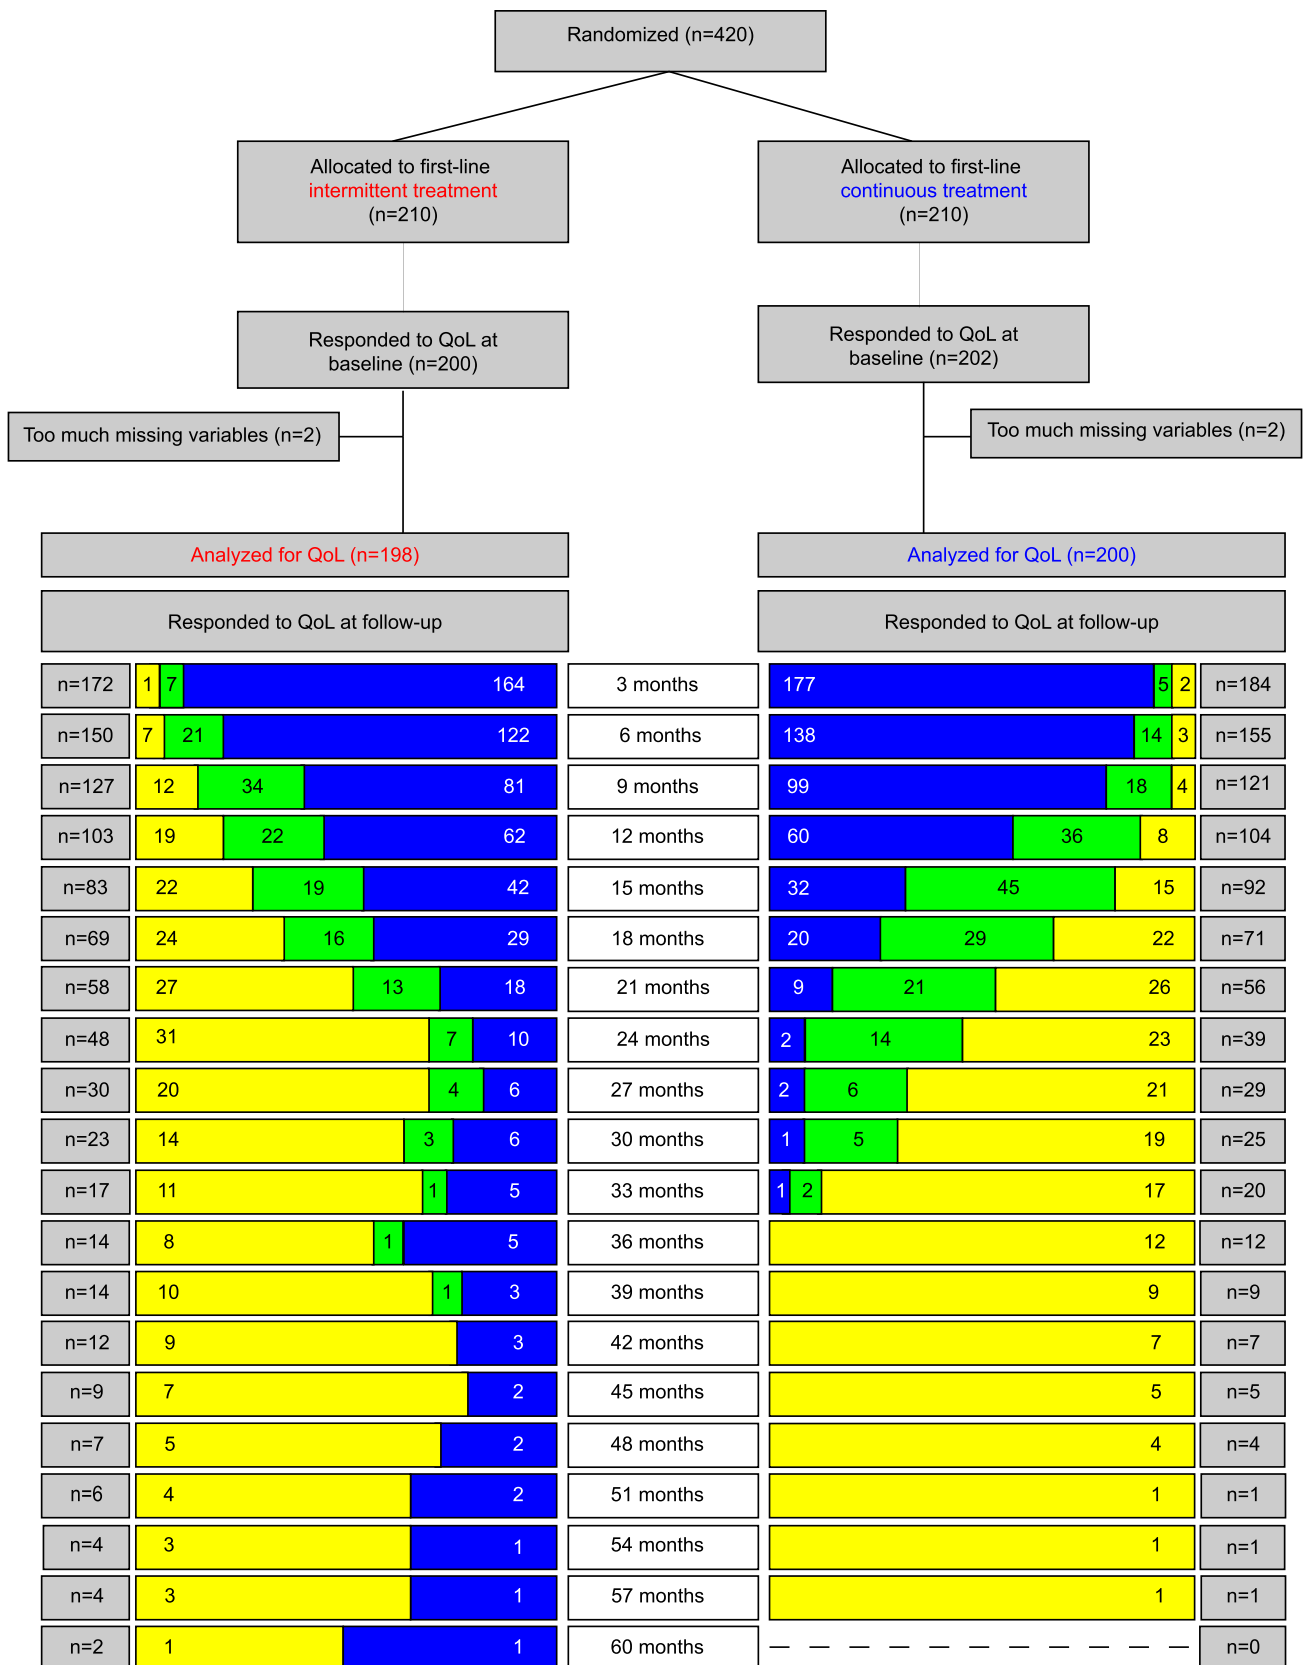 Randomized (n=420)
Allocated to first-line
intermittent treatment
(n=210)
Allocated to first-line
continuous treatment
(n=210)
Responded to QoL at
baseline (n=200)
Responded to QoL at
baseline (n=202)
Too much missing variables (n=2)
Too much missing variables (n=2)
Analyzed for QoL (n=198)
Analyzed for QoL (n=200)
Responded to QoL at follow-up
Responded to QoL at follow-up
n=172 1 7 164 3 months 177 5 2 n=184
n=150 7 21 122 6 months 138 14 3 n=155
n=127 12 34 81 9 months 99 18 4 n=121
n=103 19 22 62 12 months 60 36 8 n=104
n=83 22 19 42 15 months 32 45 15 n=92
n=69 24 16 29 18 months 20 29 22 n=71
n=58 27 13 18 21 months 9 21 26 n=56
n=48 31 7 10 24 months 2 14 23 n=39
n=30 20 4 6 27 months 2 6 21 n=29
n=23 14 3 6 30 months 1 5 19 n=25
n=17 11 1 5 33 months 1 2 17 n=20
n=14 8 1 5 36 months 12 n=12
n=14 10 1 3 39 months 9 n=9
n=12 9 3 42 months 7 n=7
n=9 7 2 45 months 5 n=5
n=7 5 2 48 months 4 n=4
n=6 4 2 51 months 1 n=1
n=4 3 1 54 months 1 n=1
n=4 3 1 57 months 1 n=1
n=2 1 1 60 months n=0